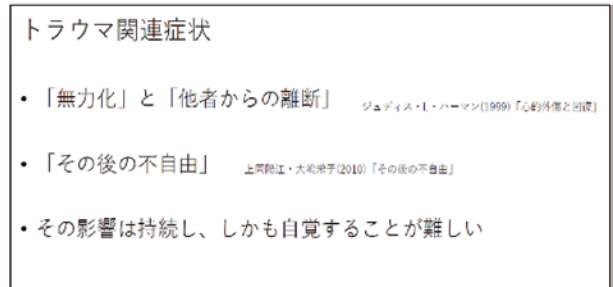 トラウマ関連症状
• 「無力化」と「他者からの離断」 ジュディス・L・ハーマン(1999)「心的外傷と回復」
• 「その後の不自由」 上岡陽江・大嶋栄子(2010)「その後の不自由」
• その影響は持続し、しかも自覚することが難しい